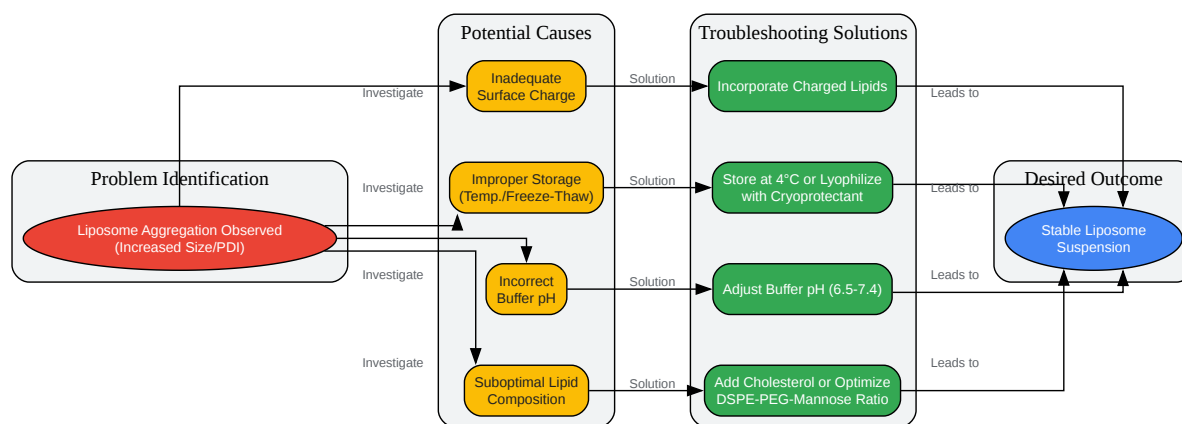 Potential Causes
Troubleshooting Solutions
Inadequate
Surface Charge
Solution
Incorporate Charged Lipids
Investigate
Leads to
Problem Identification
Improper Storage
(Temp./Freeze-Thaw)
Investigate
Solution
Store at 4°C or Lyophilize
with Cryoprotectant
Leads to
Desired Outcome
Liposome Aggregation Observed
(Increased Size/PDI)
Stable Liposome
Suspension
Investigate
Incorrect
Buffer pH
Solution
Adjust Buffer pH (6.5-7.4)
Leads to
Investigate
Suboptimal Lipid
Composition
Solution
Add Cholesterol or Optimize
DSPE-PEG-Mannose Ratio
Leads to